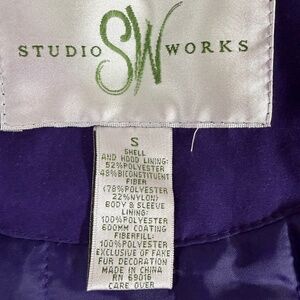 STUDIO SW WORKS
S
SHELL
AND HOOD LINING:
52%POLYESTER
48%BICONSTITUENT
FIBER
(78%POLYESTER
22%NYLON)
BODY & SLEEVE
LINING:
100%POLYESTER
600MM COATING
FIBERFILL:
100%POLYESTER
EXCLUSIVE OF FAKE
FUR DECORATION
MADE IN CHINA
RN 69016
CARE OVER